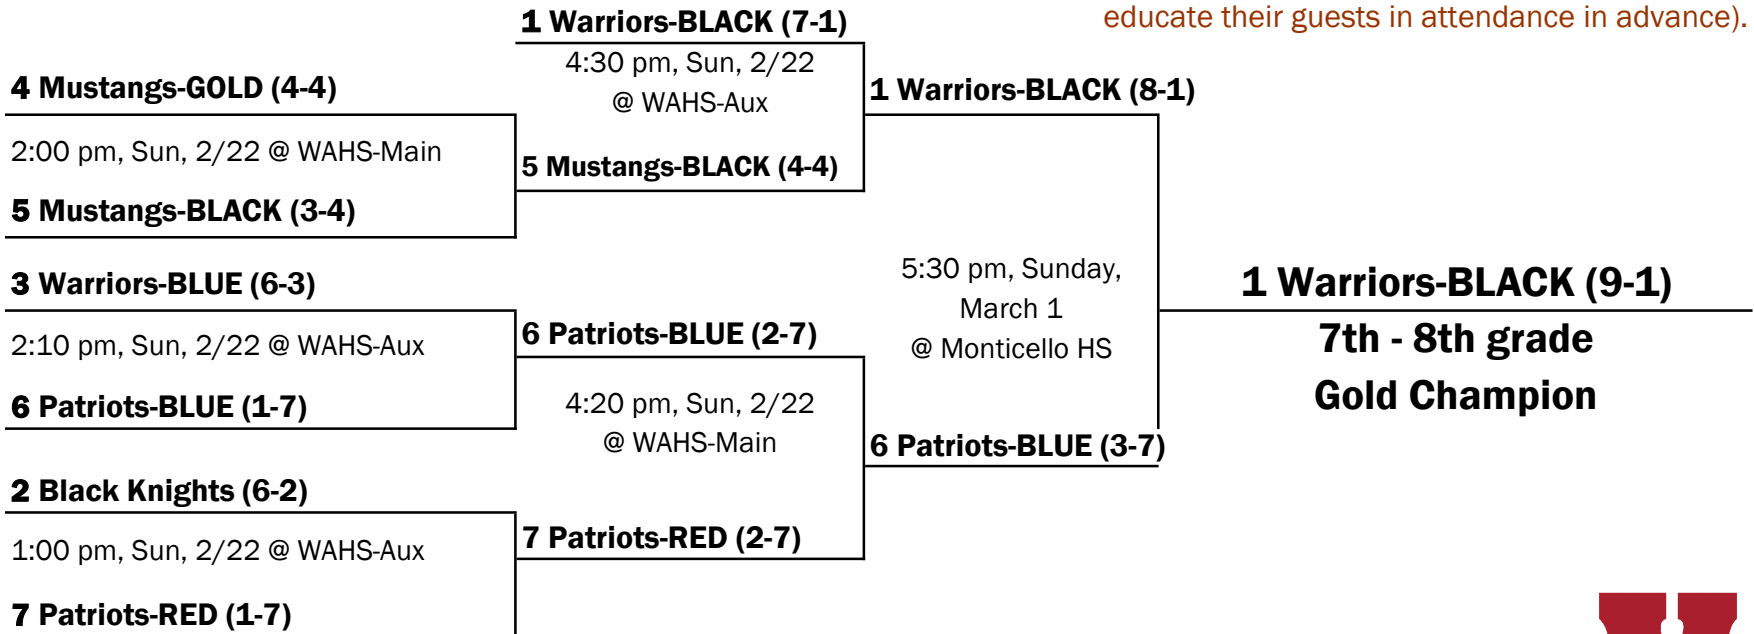 educate their guests in attendance in advance).
1 Warriors-BLACK (7-1)
4:30 pm, Sun, 2/22
@ WAHS-Aux
4 Mustangs-GOLD (4-4)
2:00 pm, Sun, 2/22 @ WAHS-Main
5 Mustangs-BLACK (3-4)
5 Mustangs-BLACK (4-4)
1 Warriors-BLACK (8-1)
3 Warriors-BLUE (6-3)
2:10 pm, Sun, 2/22 @ WAHS-Aux
6 Patriots-BLUE (1-7)
6 Patriots-BLUE (2-7)
4:20 pm, Sun, 2/22
@ WAHS-Main
5:30 pm, Sunday,
March 1
@ Monticello HS
6 Patriots-BLUE (3-7)
1 Warriors-BLACK (9-1)
7th - 8th grade
Gold Champion
2 Black Knights (6-2)
1:00 pm, Sun, 2/22 @ WAHS-Aux
7 Patriots-RED (1-7)
7 Patriots-RED (2-7)